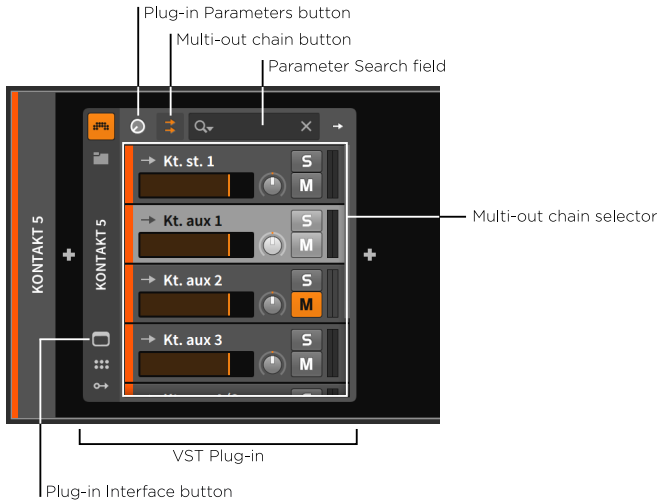 Plug-in Parameters button
Multi-out chain button
Parameter Search field
Kt. st. 1
S
M
Kt. aux 1
S
M
Multi-out chain selector
KONTAKT 5
KONTAKT 5
Kt. aux 2
S
M
Kt. aux 3
S
M
VST Plug-in
Plug-in Interface button